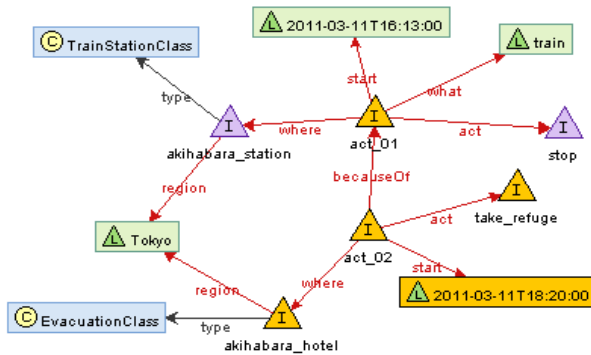 L 2011-03-11T16:13:00
C TrainStationClass
L train
start
what
type
I
where
I
act
I
akihabara_station
act_01
stop
region
becauseOf
I
take_refuge
L Tokyo
I
act
act_02
start
where
region
L 2011-03-11T18:20:00
C EvacuationClass
type
I
akihabara_hotel